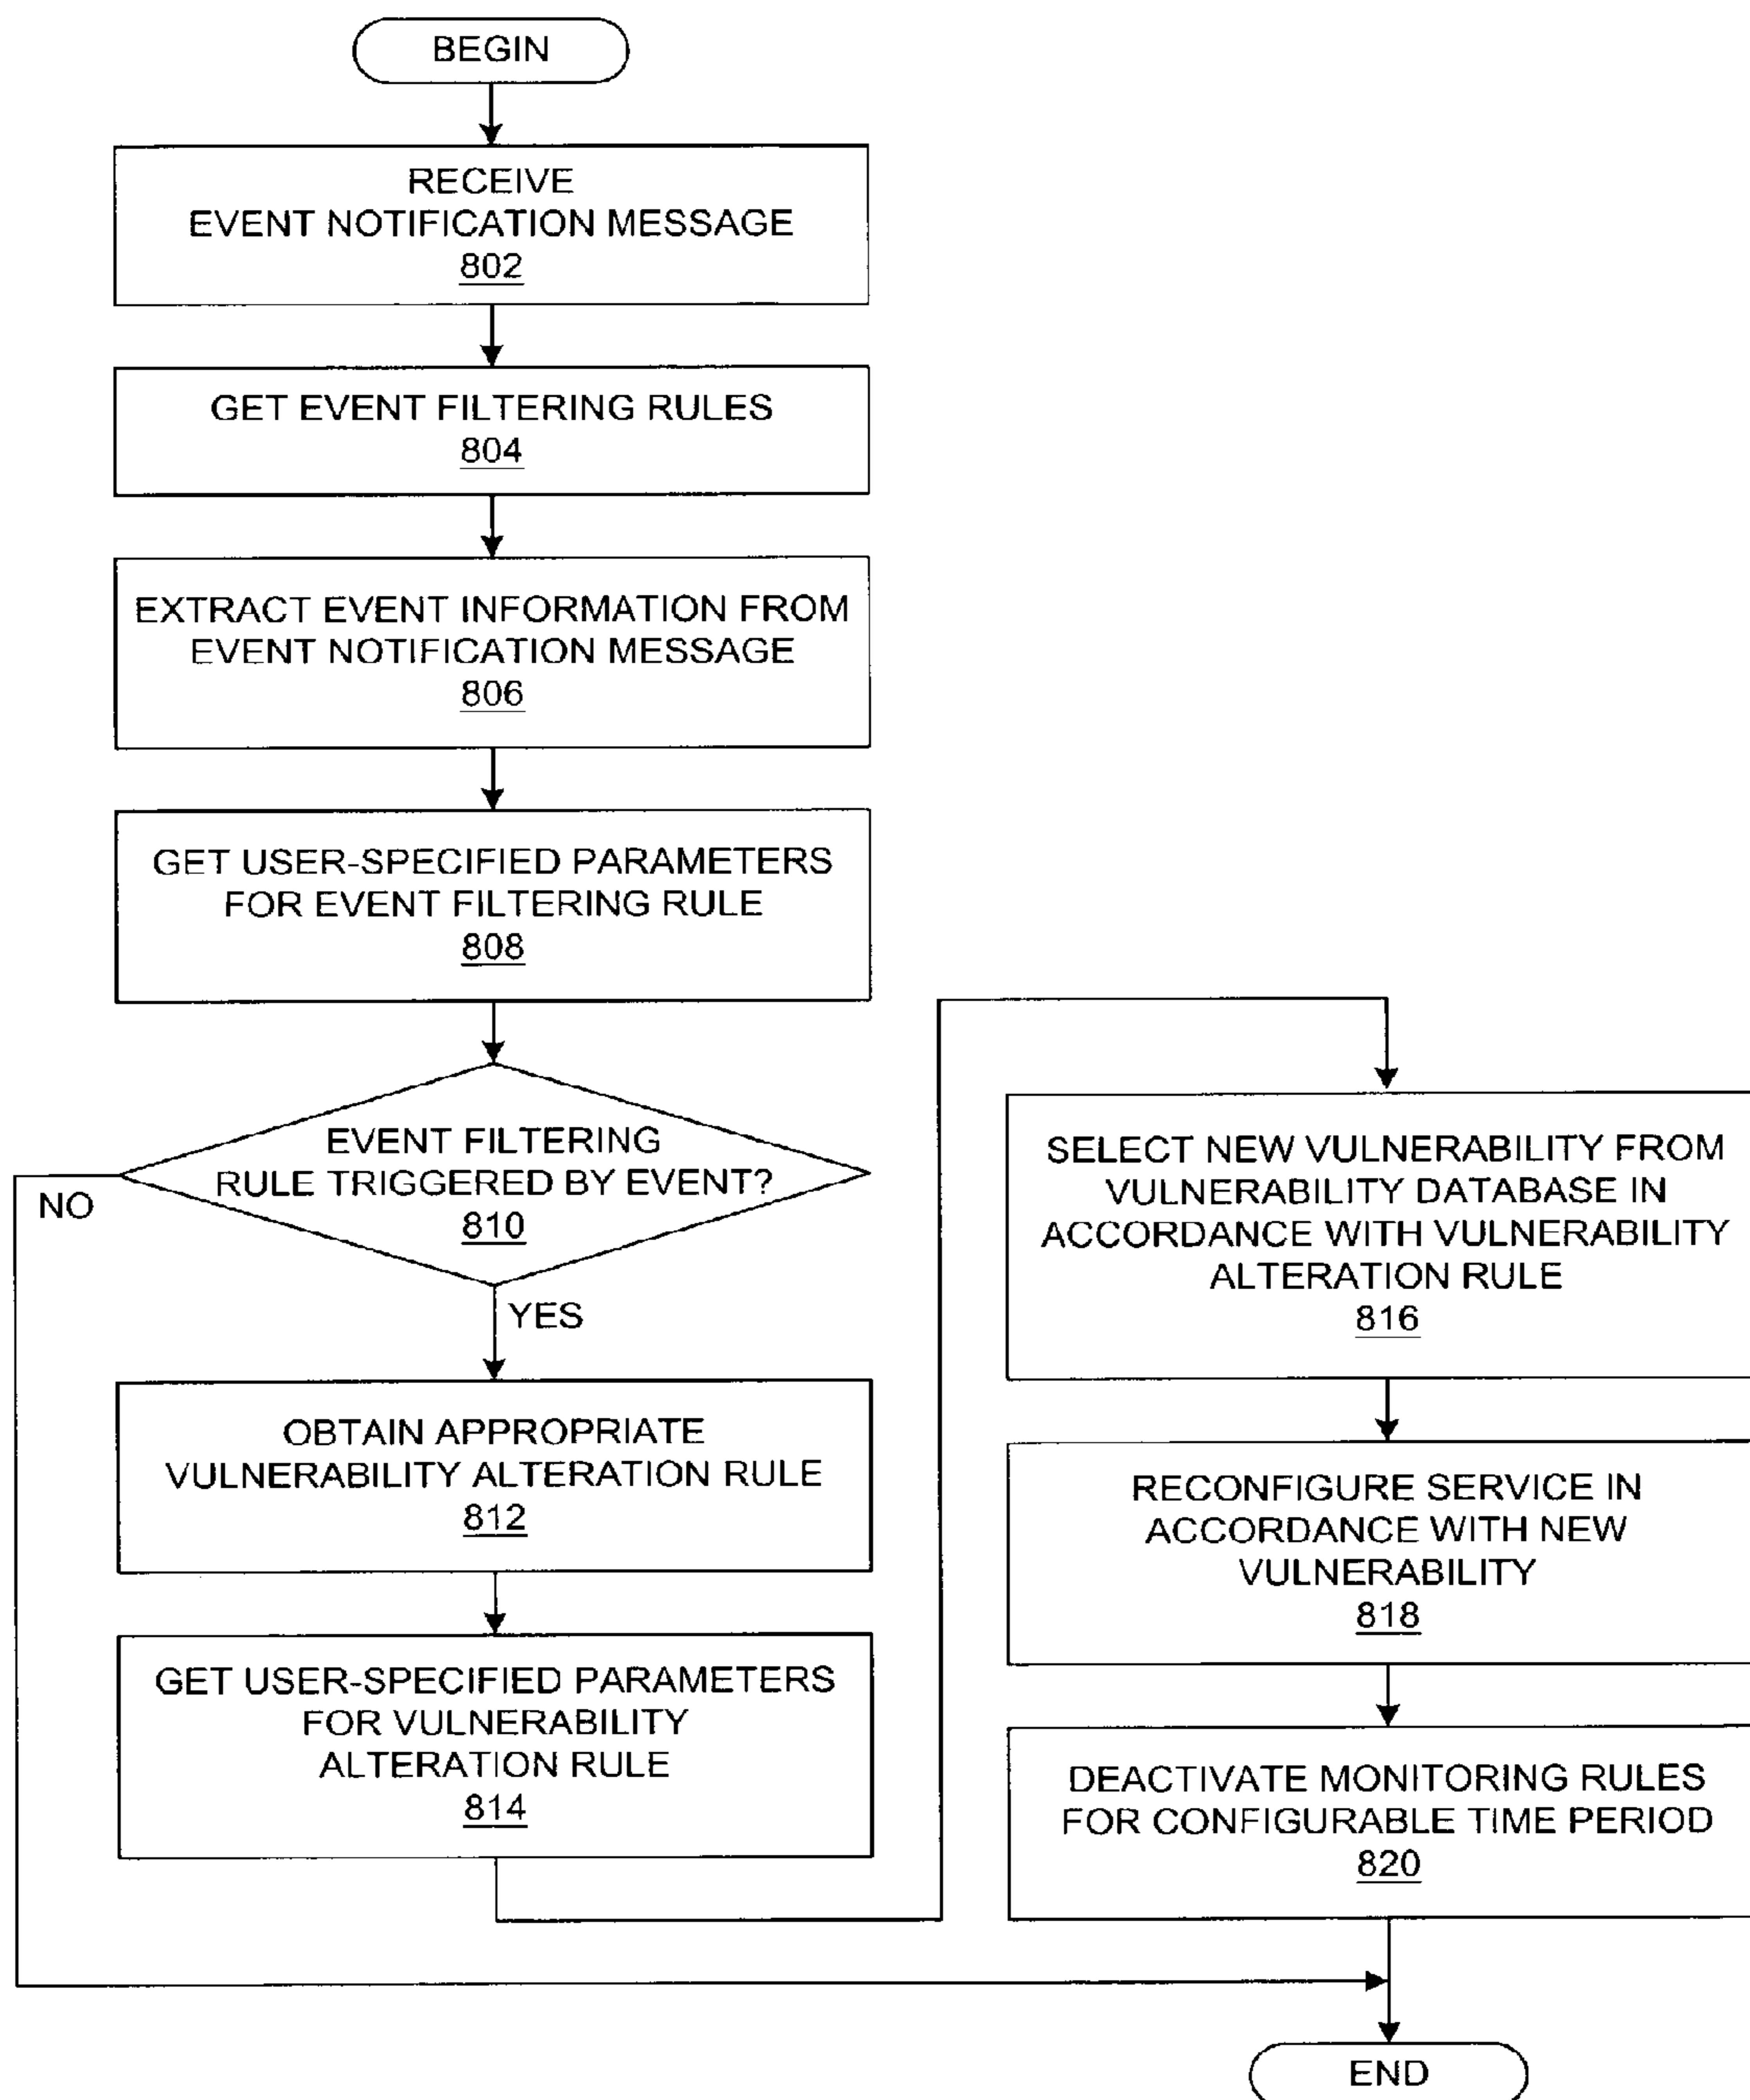 BEGIN
RECEIVE
EVENT NOTIFICATION MESSAGE
802
GET EVENT FILTERING RULES
804
EXTRACT EVENT INFORMATION FROM
EVENT NOTIFICATION MESSAGE
806
GET USER-SPECIFIED PARAMETERS
FOR EVENT FILTERING RULE
808
EVENT FILTERING
RULE TRIGGERED BY EVENT?
810
NO
YES
OBTAIN APPROPRIATE
VULNERABILITY ALTERATION RULE
812
GET USER-SPECIFIED PARAMETERS
FOR VULNERABILITY
ALTERATION RULE
814
SELECT NEW VULNERABILITY FROM
VULNERABILITY DATABASE IN
ACCORDANCE WITH VULNERABILITY
ALTERATION RULE
816
RECONFIGURE SERVICE IN
ACCORDANCE WITH NEW
VULNERABILITY
818
DEACTIVATE MONITORING RULES
FOR CONFIGURABLE TIME PERIOD
820
END